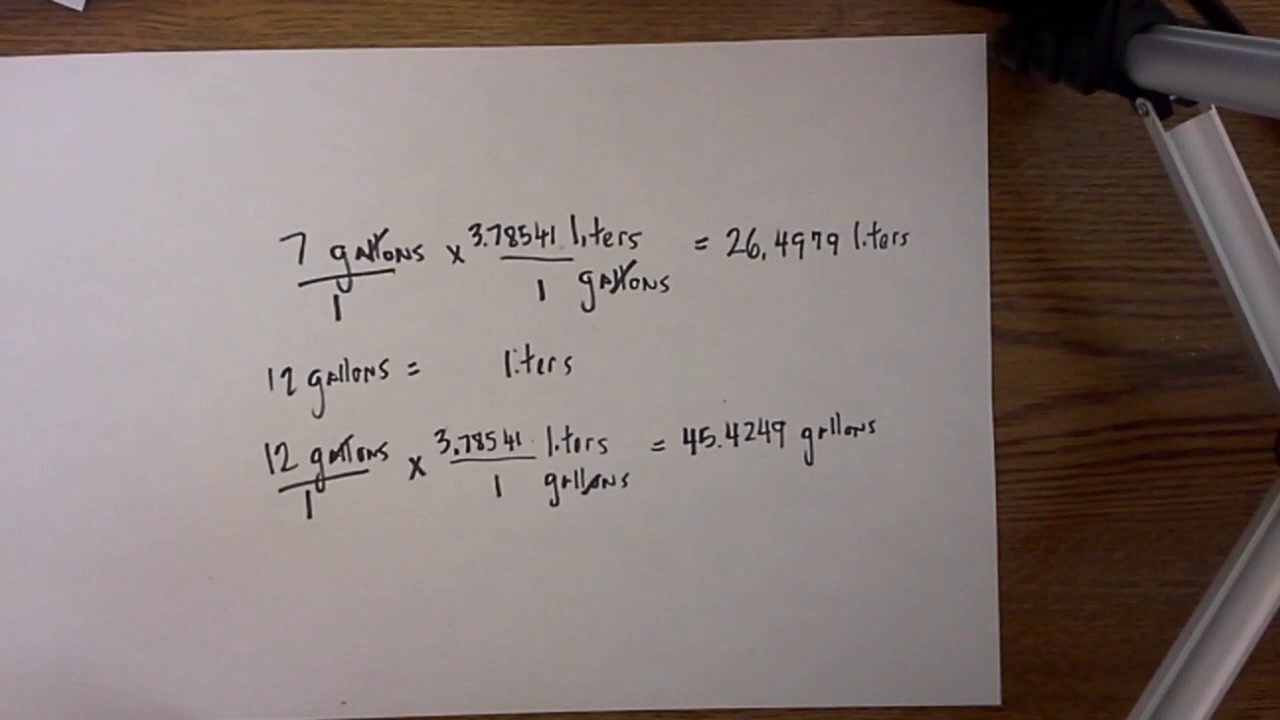 7 gallons × 3.78541 liters = 26.4979 liters
1 1 gallons
12 gallons = liters
12 gallons × 3.78541 liters = 45.4249 gallons
1 1 gallons